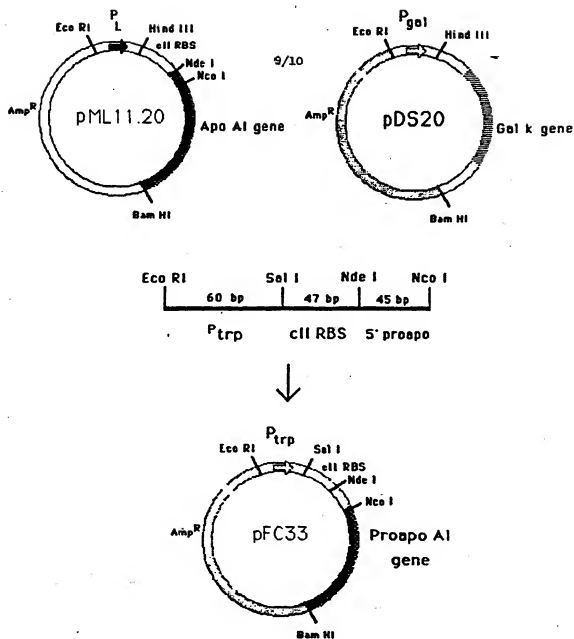 9/10
P L
Eco RI
Hind III
cII RBS
Nde I
Nco I
Amp R
pML11.20
Apo AI gene
Bam HI
P gal
Eco RI
Hind III
Amp R
pDS20
Gal k gene
Bam HI
Eco RI Sal I Nde I Nco I
60 bp 47 bp 45 bp
P trp cII RBS 5' proapo
P trp
Eco RI
Sal I
cII RBS
Nde I
Nco I
Amp R
pFC33
Proapo AI
gene
Bam HI